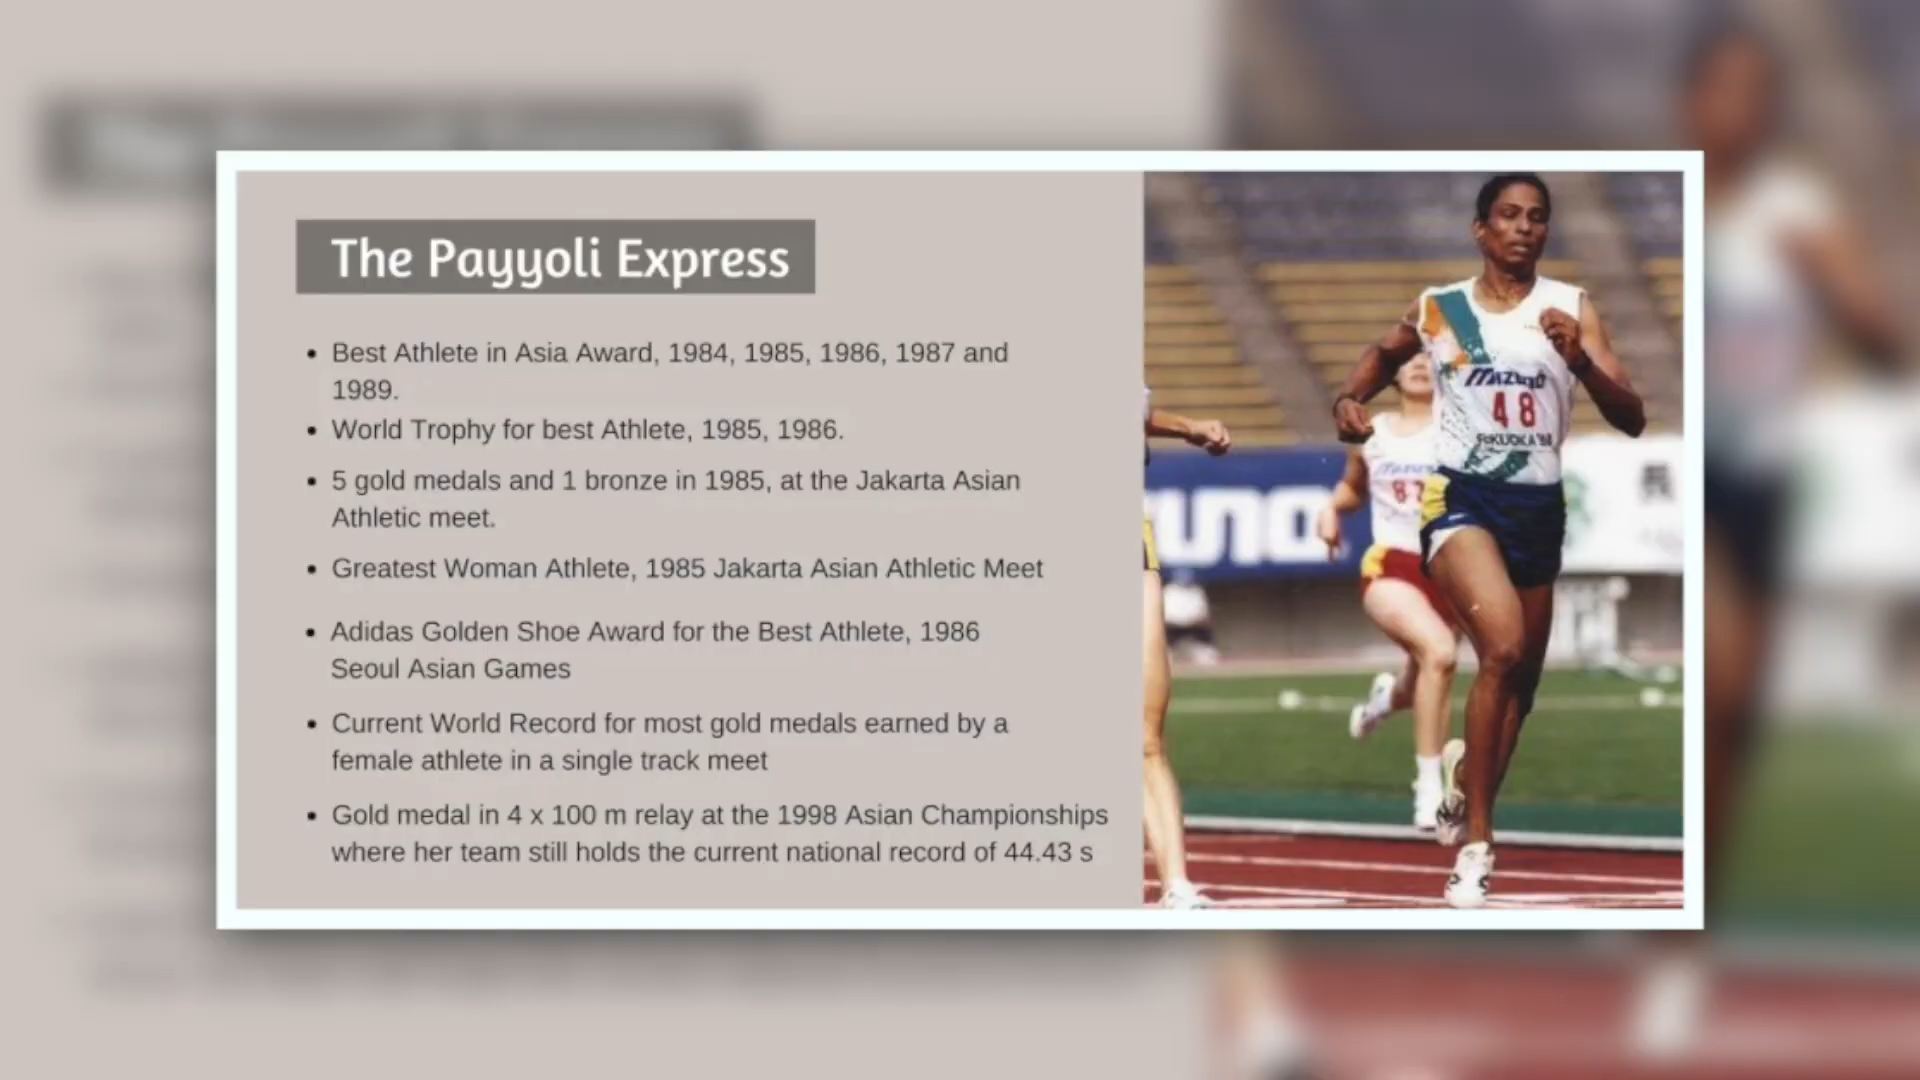 The Payyoli Express
• Best Athlete in Asia Award, 1984, 1985, 1986, 1987 and
1989.
• World Trophy for best Athlete, 1985, 1986.
• 5 gold medals and 1 bronze in 1985, at the Jakarta Asian
Athletic meet.
• Greatest Woman Athlete, 1985 Jakarta Asian Athletic Meet
• Adidas Golden Shoe Award for the Best Athlete, 1986
Seoul Asian Games
• Current World Record for most gold medals earned by a
female athlete in a single track meet
• Gold medal in 4 x 100 m relay at the 1998 Asian Championships
where her team still holds the current national record of 44.43 s
mizuno
48
FUKUOKA '98